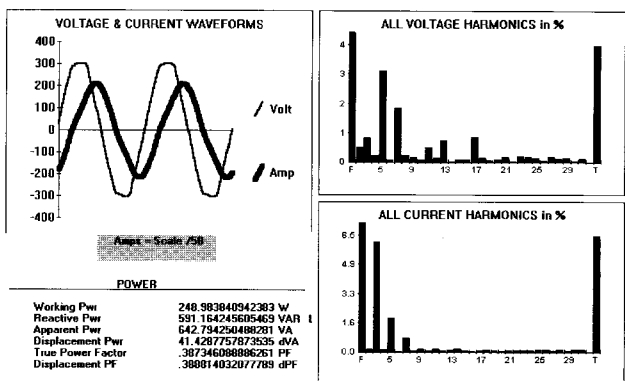 VOLTAGE & CURRENT WAVEFORMS
400
300
200
100
0
-100
-200
-300
-400
Volt
Amp
Amps = Scale /50
POWER
Working Pwr 248.983840942383 W
Reactive Pwr 591.164245605469 VAR L
Apparent Pwr 642.794250488281 VA
Displacement Pwr 41.4287757873535 dVA
True Power Factor .387346088886261 PF
Displacement PF .388814032077789 dPF
ALL VOLTAGE HARMONICS in %
4
3
2
1
0
F 5 9 13 17 21 25 29 T
ALL CURRENT HARMONICS in %
6.5
4.9
3.3
1.6
0.0
F 5 9 13 17 21 25 29 T